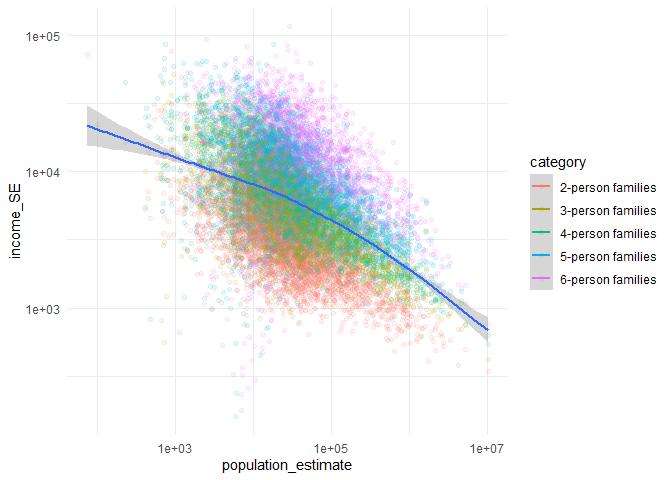 1e+05
1e+04
1e+03
income_SE
1e+03
1e+05
1e+07
population_estimate
category
2-person families
3-person families
4-person families
5-person families
6-person families